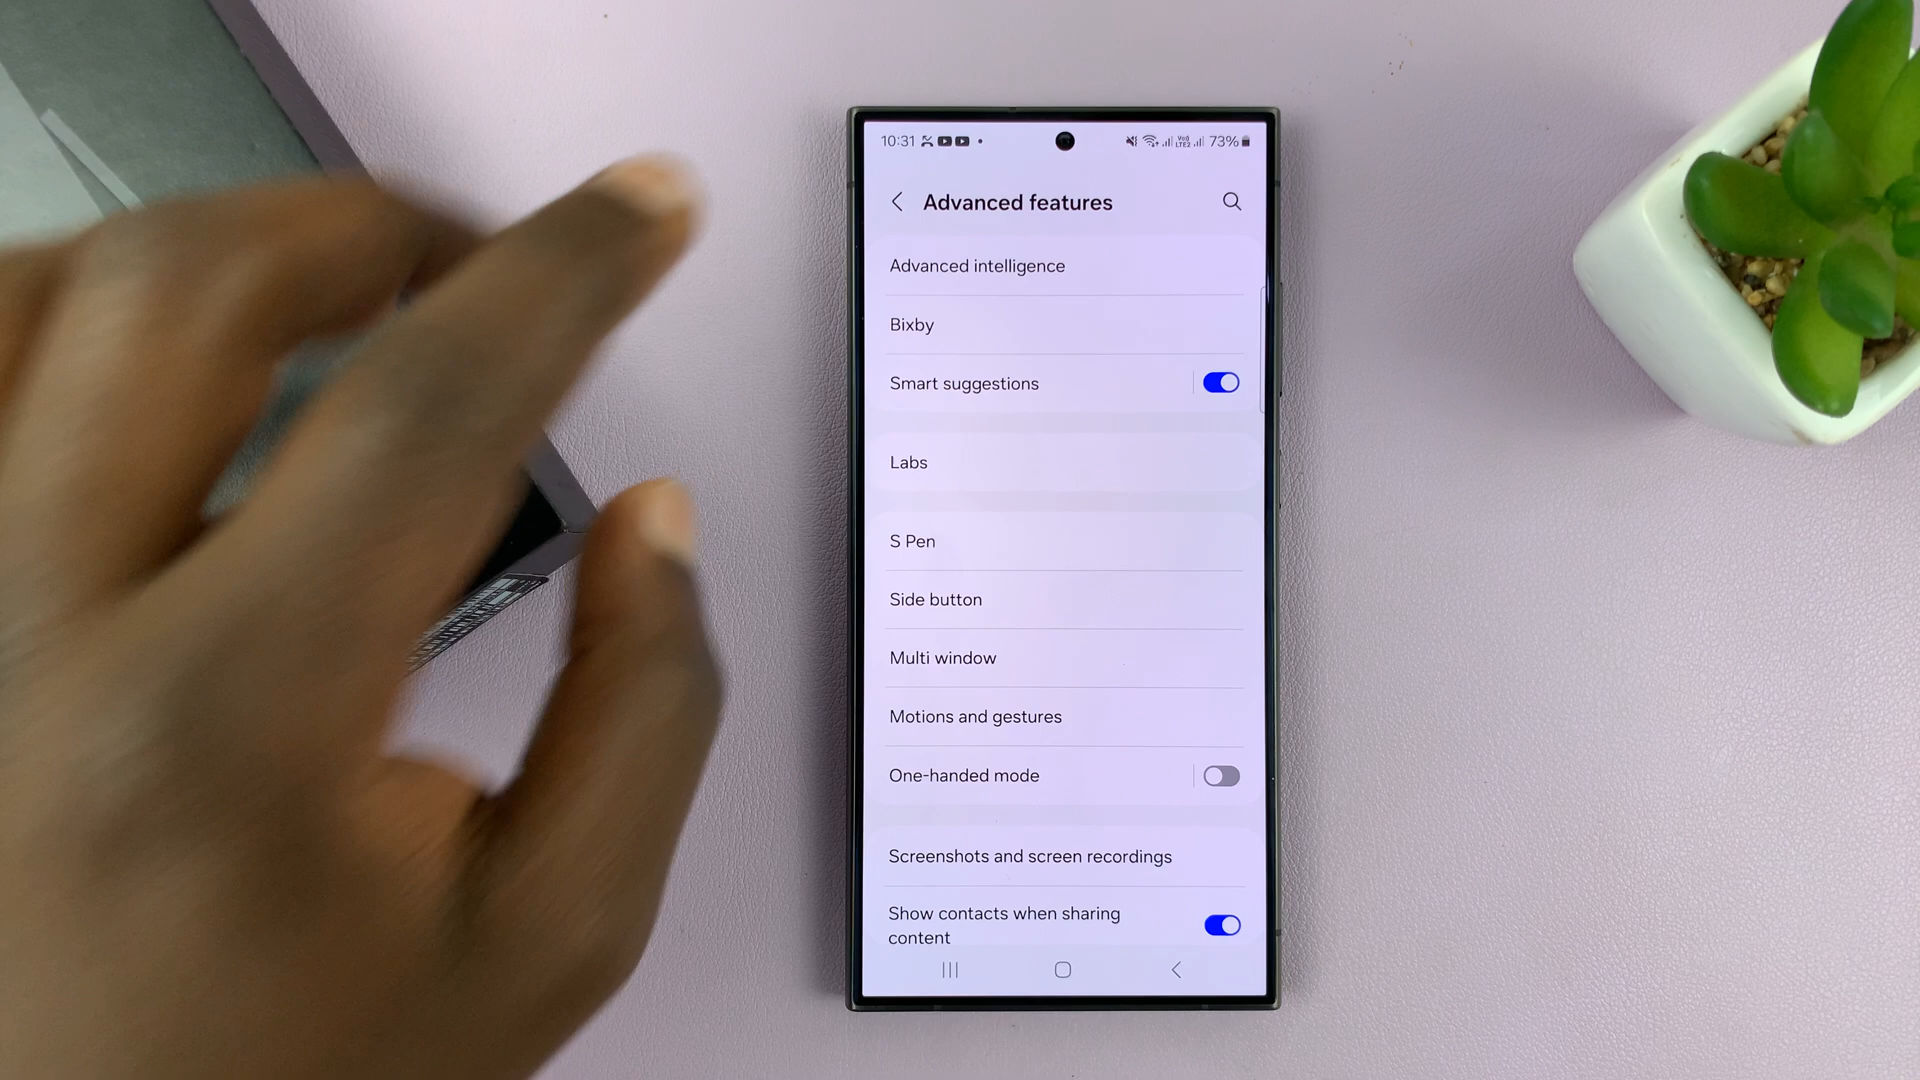 10:31 73%
Advanced features
Advanced intelligence
Bixby
Smart suggestions
Labs
S Pen
Side button
Multi window
Motions and gestures
One-handed mode
Screenshots and screen recordings
Show contacts when sharing
content